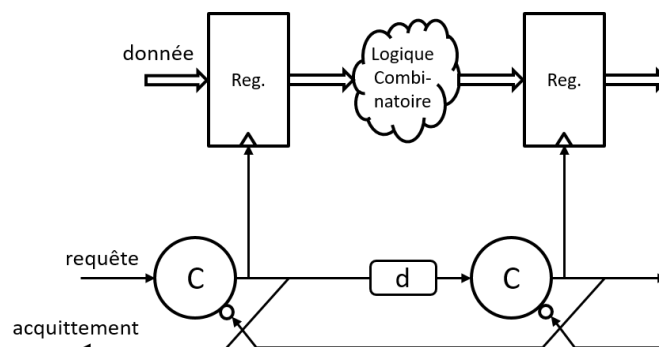 donnée
Reg.
Logique
Combi-
natoire
Reg.
requête
C
d
C
acquittement